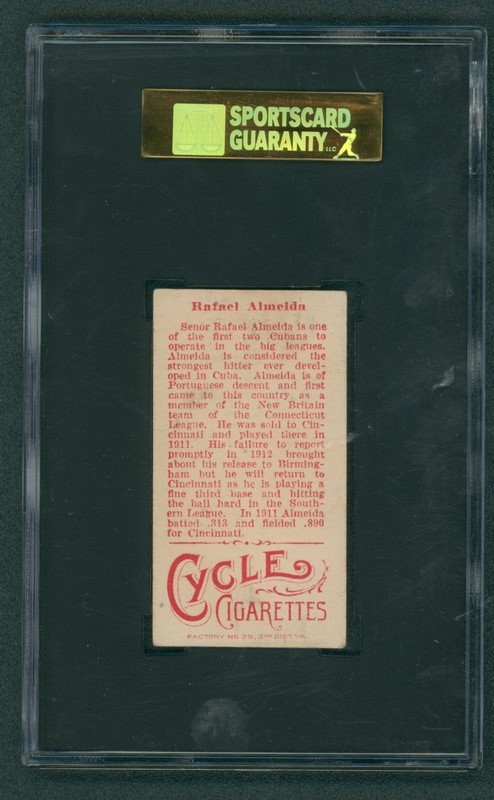 SPORTSCARD
GUARANTY LLC
Rafael Almeida
Senor Rafael Almeida is one
of the first two Cubans to
operate in the big leagues.
Almeida is considered the
strongest hitter ever devel-
oped in Cuba. Almeida is of
Portuguese descent and first
came to this country as a
member of the New Britain
team of the Connecticut
League. He was sold to Cin-
cinnati and played there in
1911. His failure to report
promptly in 1912 brought
about his release to Birming-
ham but he will return to
Cincinnati as he is playing a
fine third base and hitting
the ball hard in the South-
ern League. In 1911 Almeida
batted .313 and fielded .890
for Cincinnati.
CYCLE
CIGARETTES
FACTORY NO 25, 2ND DIST. VA.